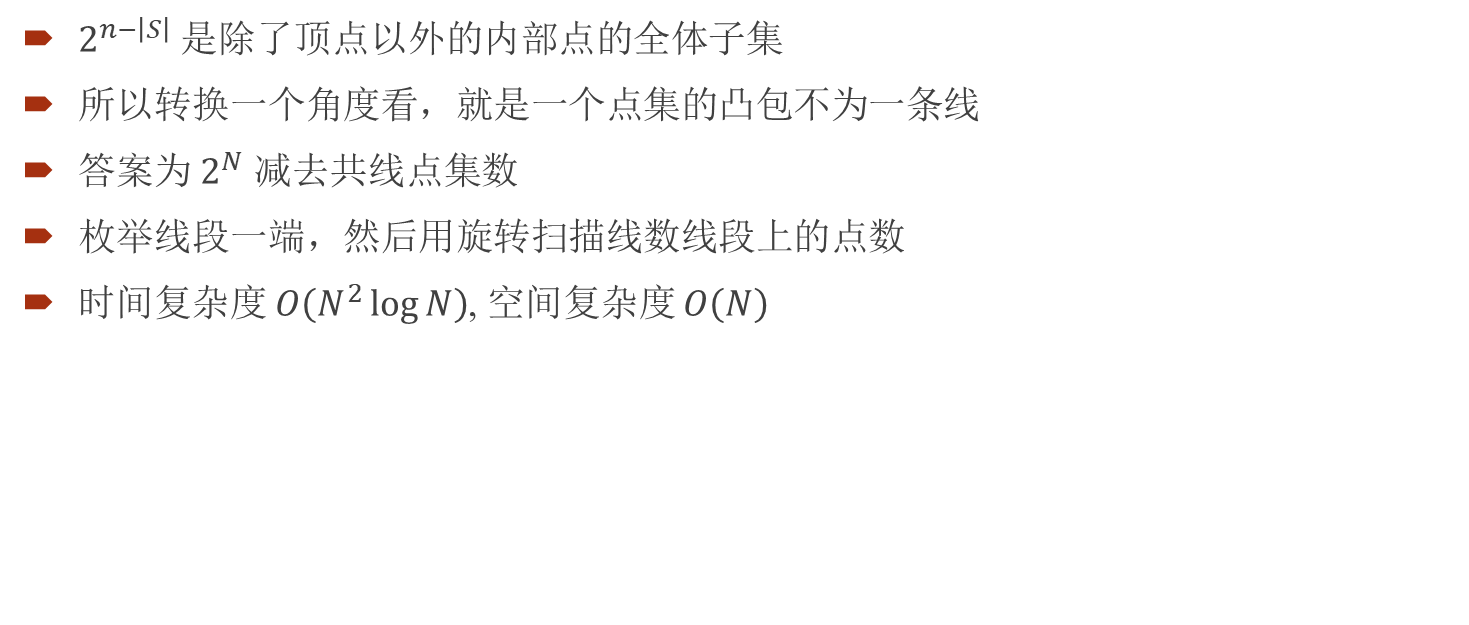 $2^{n-|S|}$ 是除了顶点以外的内部点的全体子集
所以转换一个角度看，就是一个点集的凸包不为一条线
答案为 $2^N$ 减去共线点集数
枚举线段一端，然后用旋转扫描线数线段上的点数
时间复杂度 $O(N^2 \log N)$, 空间复杂度 $O(N)$